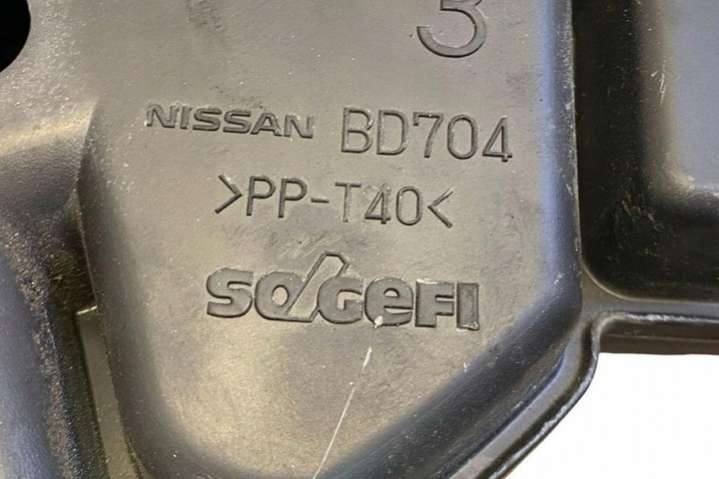 3
NISSAN BD704
>PP-T40<
SOGEFI